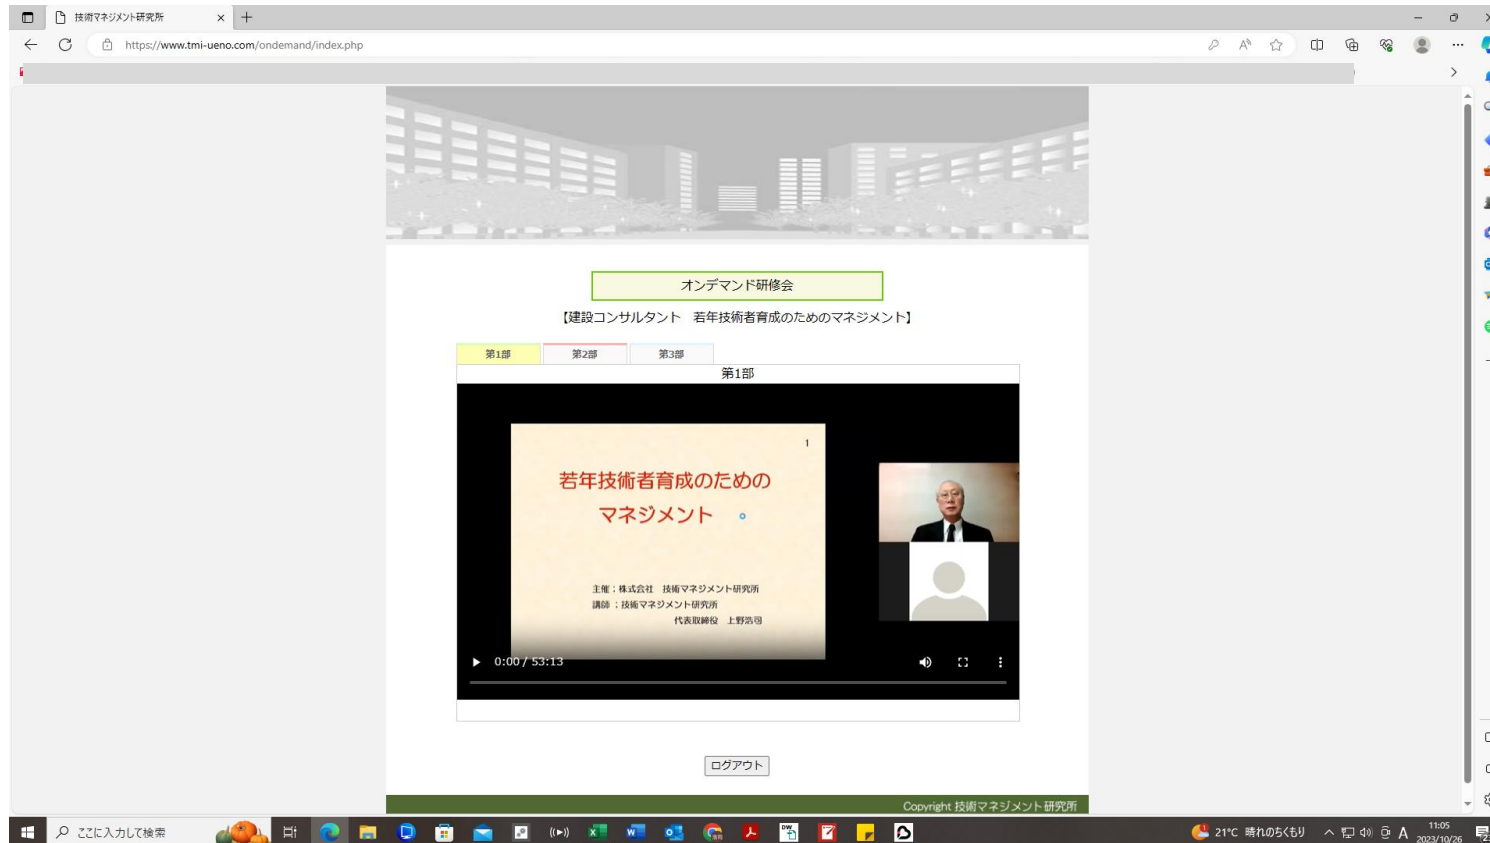 技術マネジメント研究所
https://www.tmi-ueno.com/ondemand/index.php
オンデマンド研修会
【建設コンサルタント　若年技術者育成のためのマネジメント】
第1部
第2部
第3部
第1部
1
若年技術者育成のための
マネジメント
主催：株式会社　技術マネジメント研究所
講師：技術マネジメント研究所
代表取締役　上野浩司
0:00 / 53:13
ログアウト
Copyright 技術マネジメント研究所
ここに入力して検索
21°C 晴れのちくもり
A
11:05
2023/10/26